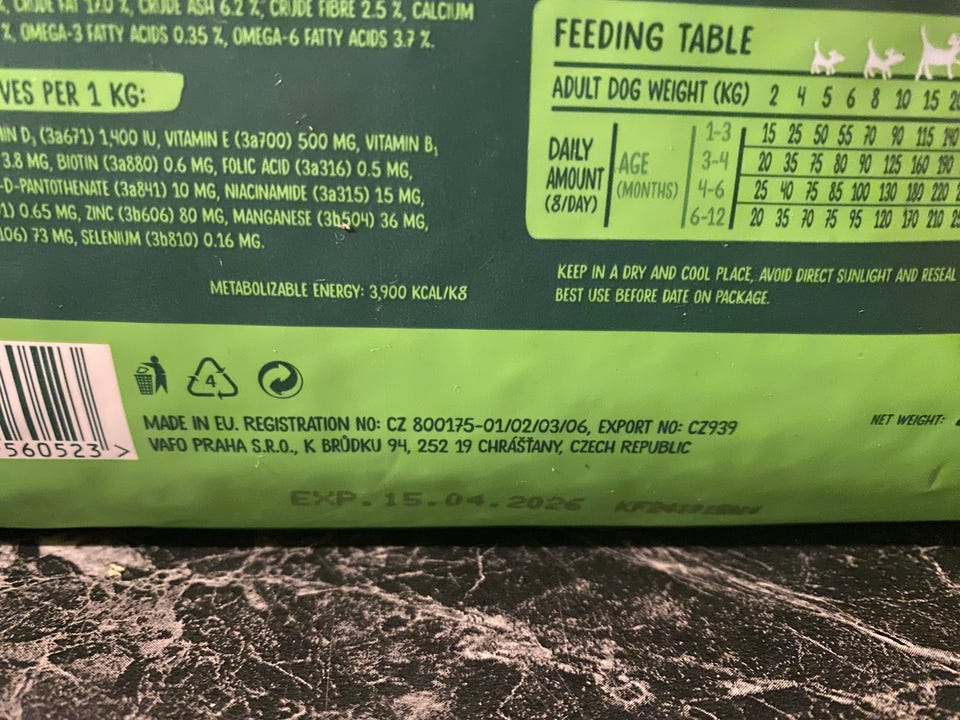 CRUDE FAT 17.0 %, CRUDE ASH 6.2 %, CRUDE FIBRE 2.5 %, CALCIUM
%, OMEGA-3 FATTY ACIDS 0.35 %, OMEGA-6 FATTY ACIDS 3.7 %.
VES PER 1 KG:
IN D₃ (3a671) 1,400 IU, VITAMIN E (3a700) 500 MG, VITAMIN B₁
3.8 MG, BIOTIN (3a880) 0.6 MG, FOLIC ACID (3a316) 0.5 MG,
-D-PANTOTHENATE (3a841) 10 MG, NIACINAMIDE (3a315) 15 MG,
1) 0.65 MG, ZINC (3b606) 80 MG, MANGANESE (3b504) 36 MG,
106) 73 MG, SELENIUM (3b810) 0.16 MG.
METABOLIZABLE ENERGY: 3,900 KCAL/KG
FEEDING TABLE
ADULT DOG WEIGHT (KG) 2 4 5 6 8 10 15 20
DAILY AMOUNT (G/DAY)
AGE (MONTHS)
1-3 15 25 50 55 70 90 115 140
3-4 20 35 75 80 90 125 160 190
4-6 25 40 75 85 100 130 180 220
6-12 20 35 70 75 95 120 170 210
KEEP IN A DRY AND COOL PLACE, AVOID DIRECT SUNLIGHT AND RESEAL
BEST USE BEFORE DATE ON PACKAGE.
4
MADE IN EU. REGISTRATION NO: CZ 800175-01/02/03/06, EXPORT NO: CZ939
VAFO PRAHA S.R.O., K BRŮDKU 94, 252 19 CHRÁŠŤANY, CZECH REPUBLIC
NET WEIGHT:
560523 >
EXP. 15.04.2026